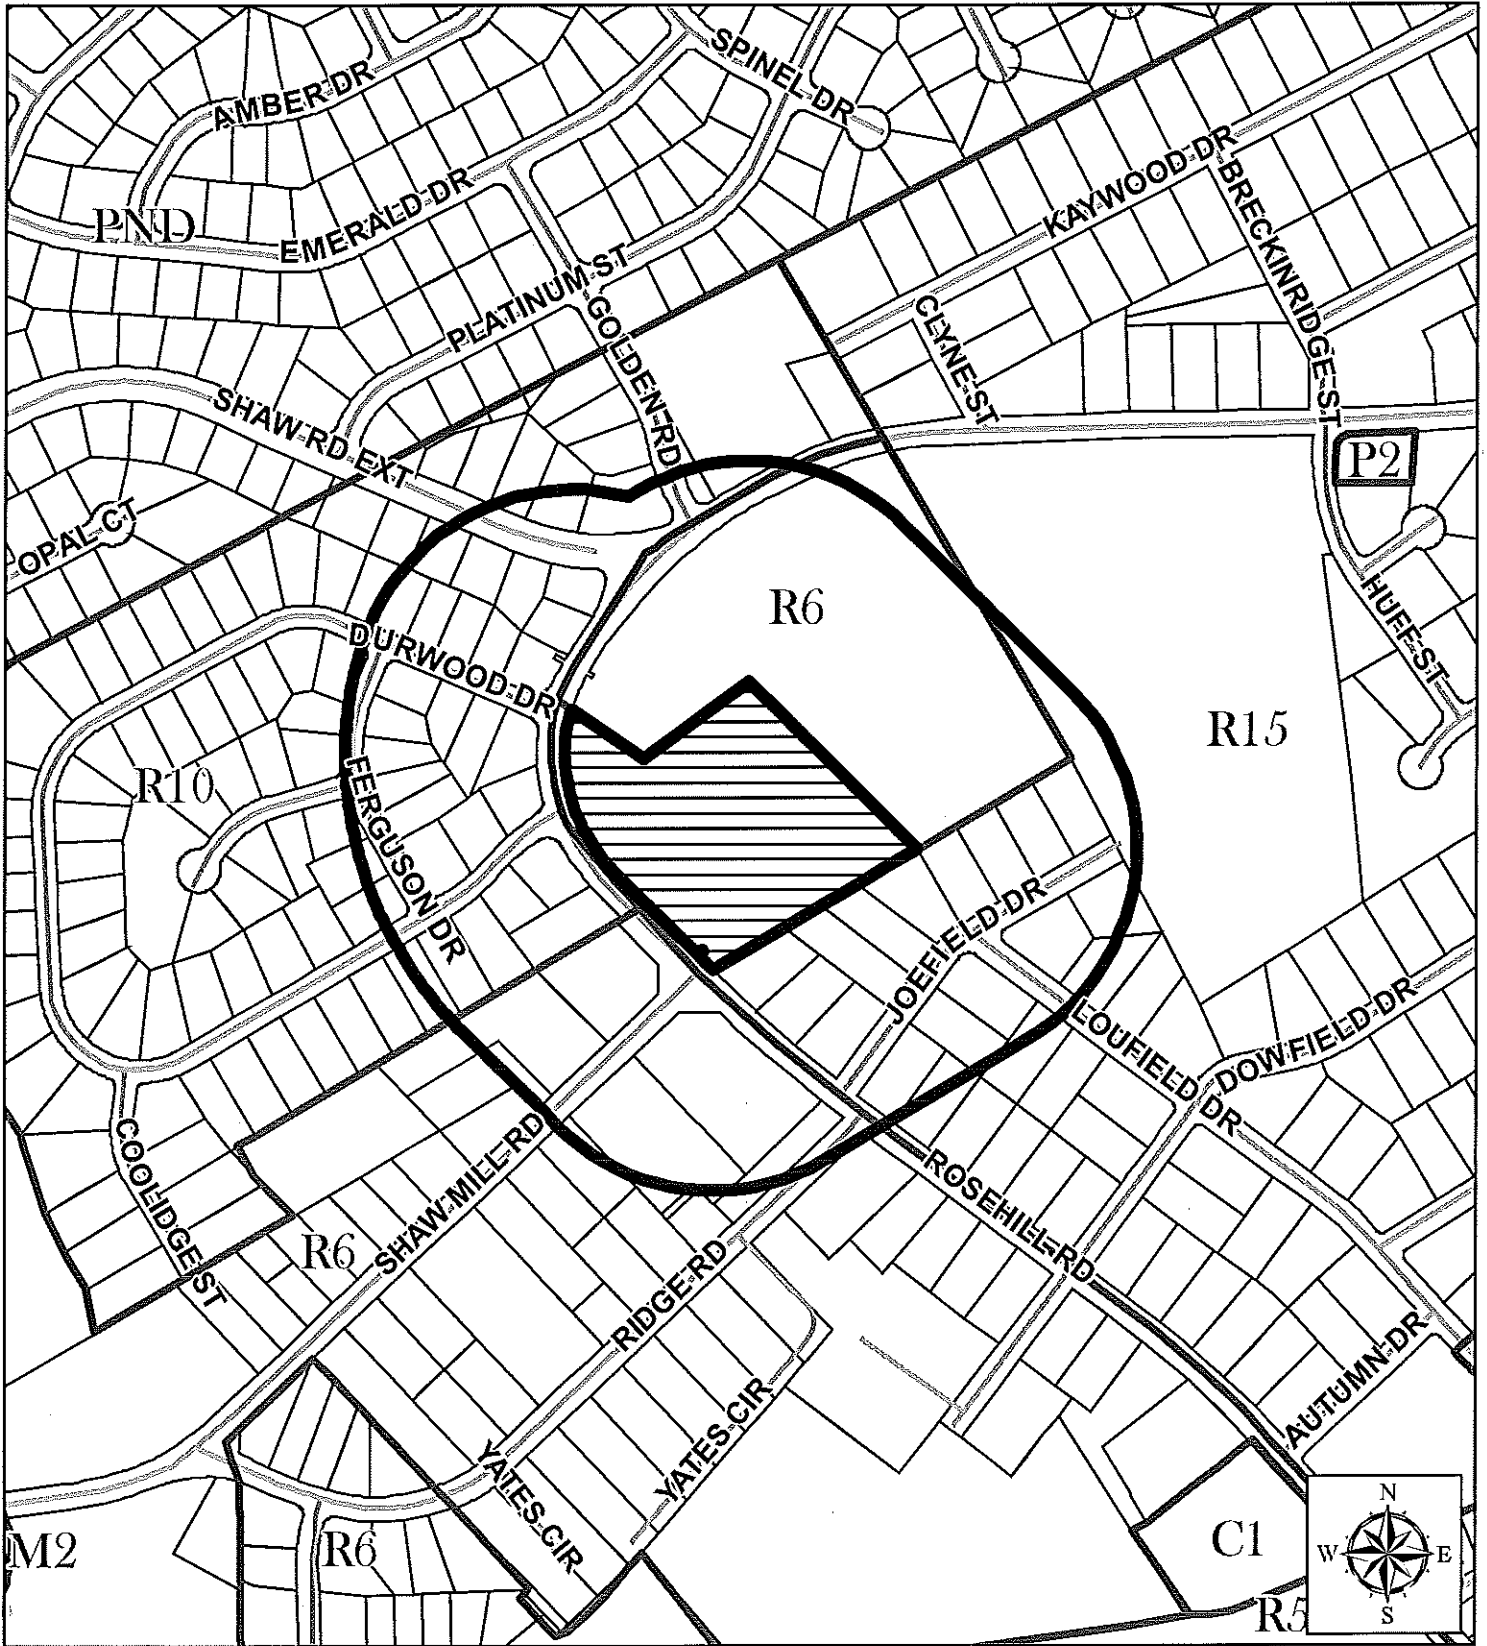 SPINEL DR
AMBER DR
KAYWOOD DR
PND
EMERALD DR
BRECKINRIDGE ST
PLATINUM ST
GOLDEN RD
CLYNE ST
SHAW RD EXT
P2
OPAL CT
R6
HUFF ST
DURWOOD DR
R15
R10
FERGUSON DR
JOEFIELD DR
LOUFIELD DR
DOWFIELD DR
COOLIDGE ST
SHAW MILL RD
ROSEHILL RD
R6
RIDGE RD
AUTUMN DR
YATES CIR
YATES CIR
M2
R6
C1
N
W E
S
R5